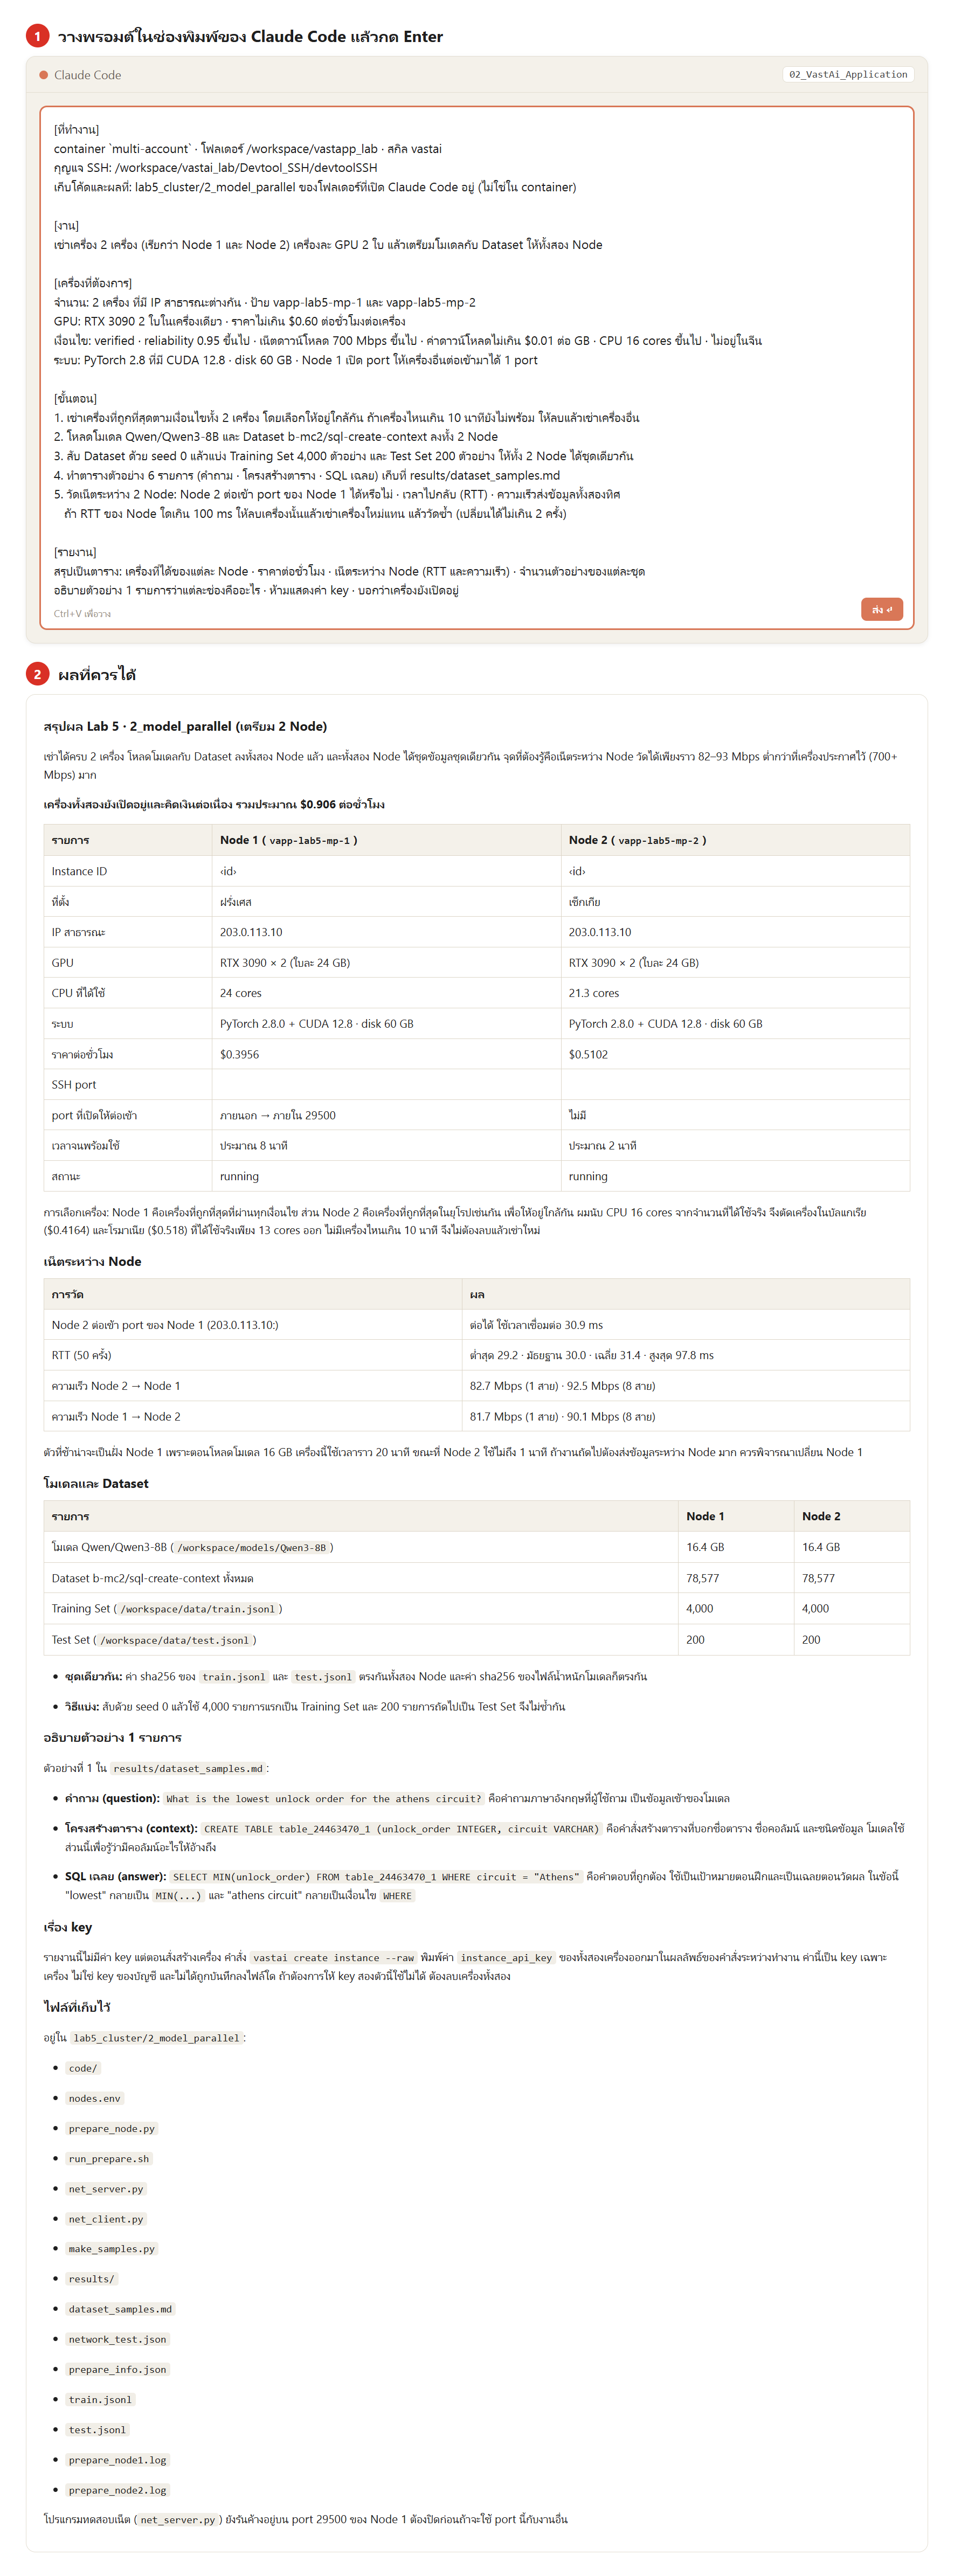 1 วางพรอมต์ในช่องพิมพ์ของ Claude Code แล้วกด Enter
Claude Code 02_VastAi_Application
[ที่ทำงาน]
container `multi-account` · โฟลเดอร์ /workspace/vastapp_lab · สกิล vastai
กุญแจ SSH: /workspace/vastai_lab/Devtool_SSH/devtoolSSH
เก็บโค้ดและผลที่: lab5_cluster/2_model_parallel ของโฟลเดอร์ที่เปิด Claude Code อยู่ (ไม่ใช่ใน container)
[งาน]
เช่าเครื่อง 2 เครื่อง (เรียกว่า Node 1 และ Node 2) เครื่องละ GPU 2 ใบ แล้วเตรียมโมเดลกับ Dataset ให้ทั้งสอง Node
[เครื่องที่ต้องการ]
จำนวน: 2 เครื่อง ที่มี IP สาธารณะต่างกัน · ป้าย vapp-lab5-mp-1 และ vapp-lab5-mp-2
GPU: RTX 3090 2 ใบในเครื่องเดียว · ราคาไม่เกิน $0.60 ต่อชั่วโมงต่อเครื่อง
เงื่อนไข: verified · reliability 0.95 ขึ้นไป · เน็ตดาวน์โหลด 700 Mbps ขึ้นไป · ค่าดาวน์โหลดไม่เกิน $0.01 ต่อ GB · CPU 16 cores ขึ้นไป · ไม่อยู่ในจีน
ระบบ: PyTorch 2.8 ที่มี CUDA 12.8 · disk 60 GB · Node 1 เปิด port ให้เครื่องอื่นต่อเข้ามาได้ 1 port
[ขั้นตอน]
1. เช่าเครื่องที่ถูกที่สุดตามเงื่อนไขทั้ง 2 เครื่อง โดยเลือกให้อยู่ใกล้กัน ถ้าเครื่องไหนเกิน 10 นาทียังไม่พร้อม ให้ลบแล้วเช่าเครื่องอื่น
2. โหลดโมเดล Qwen/Qwen3-8B และ Dataset b-mc2/sql-create-context ลงทั้ง 2 Node
3. สับ Dataset ด้วย seed 0 แล้วแบ่ง Training Set 4,000 ตัวอย่าง และ Test Set 200 ตัวอย่าง ให้ทั้ง 2 Node ได้ชุดเดียวกัน
4. ทำตารางตัวอย่าง 6 รายการ (คำถาม · โครงสร้างตาราง · SQL เฉลย) เก็บที่ results/dataset_samples.md
5. วัดเน็ตระหว่าง 2 Node: Node 2 ต่อเข้า port ของ Node 1 ได้หรือไม่ · เวลาไปกลับ (RTT) · ความเร็วส่งข้อมูลทั้งสองทิศ
ถ้า RTT ของ Node ใดเกิน 100 ms ให้ลบเครื่องนั้นแล้วเช่าเครื่องใหม่แทน แล้ววัดซ้ำ (เปลี่ยนได้ไม่เกิน 2 ครั้ง)
[รายงาน]
สรุปเป็นตาราง: เครื่องที่ได้ของแต่ละ Node · ราคาต่อชั่วโมง · เน็ตระหว่าง Node (RTT และความเร็ว) · จำนวนตัวอย่างของแต่ละชุด
อธิบายตัวอย่าง 1 รายการว่าแต่ละช่องคืออะไร · ห้ามแสดงค่า key · บอกว่าเครื่องยังเปิดอยู่
Ctrl+V เพื่อวาง ส่ง ↵
2 ผลที่ควรได้
สรุปผล Lab 5 · 2_model_parallel (เตรียม 2 Node)
เช่าได้ครบ 2 เครื่อง โหลดโมเดลกับ Dataset ลงทั้งสอง Node แล้ว และทั้งสอง Node ได้ชุดข้อมูลชุดเดียวกัน จุดที่ต้องรู้คือเน็ตระหว่าง Node วัดได้เพียงราว 82–93 Mbps ต่ำกว่าที่เครื่องประกาศไว้ (700+
Mbps) มาก
เครื่องทั้งสองยังเปิดอยู่และคิดเงินต่อเนื่อง รวมประมาณ $0.906 ต่อชั่วโมง
รายการ Node 1 ( vapp-lab5-mp-1 ) Node 2 ( vapp-lab5-mp-2 )
Instance ID ‹id› ‹id›
ที่ตั้ง ฝรั่งเศส เช็กเกีย
IP สาธารณะ 203.0.113.10 203.0.113.10
GPU RTX 3090 × 2 (ใบละ 24 GB) RTX 3090 × 2 (ใบละ 24 GB)
CPU ที่ได้ใช้ 24 cores 21.3 cores
ระบบ PyTorch 2.8.0 + CUDA 12.8 · disk 60 GB PyTorch 2.8.0 + CUDA 12.8 · disk 60 GB
ราคาต่อชั่วโมง $0.3956 $0.5102
SSH port
port ที่เปิดให้ต่อเข้า ภายนอก → ภายใน 29500 ไม่มี
เวลาจนพร้อมใช้ ประมาณ 8 นาที ประมาณ 2 นาที
สถานะ running running
การเลือกเครื่อง: Node 1 คือเครื่องที่ถูกที่สุดที่ผ่านทุกเงื่อนไข ส่วน Node 2 คือเครื่องที่ถูกที่สุดในยุโรปเช่นกัน เพื่อให้อยู่ใกล้กัน ผมนับ CPU 16 cores จากจำนวนที่ได้ใช้จริง จึงตัดเครื่องในบัลแกเรีย
($0.4164) และโรมาเนีย ($0.518) ที่ได้ใช้จริงเพียง 13 cores ออก ไม่มีเครื่องไหนเกิน 10 นาที จึงไม่ต้องลบแล้วเช่าใหม่
เน็ตระหว่าง Node
การวัด ผล
Node 2 ต่อเข้า port ของ Node 1 (203.0.113.10:) ต่อได้ ใช้เวลาเชื่อมต่อ 30.9 ms
RTT (50 ครั้ง) ต่ำสุด 29.2 · มัธยฐาน 30.0 · เฉลี่ย 31.4 · สูงสุด 97.8 ms
ความเร็ว Node 2 → Node 1 82.7 Mbps (1 สาย) · 92.5 Mbps (8 สาย)
ความเร็ว Node 1 → Node 2 81.7 Mbps (1 สาย) · 90.1 Mbps (8 สาย)
ตัวที่ช้าน่าจะเป็นฝั่ง Node 1 เพราะตอนโหลดโมเดล 16 GB เครื่องนี้ใช้เวลาราว 20 นาที ขณะที่ Node 2 ใช้ไม่ถึง 1 นาที ถ้างานถัดไปต้องส่งข้อมูลระหว่าง Node มาก ควรพิจารณาเปลี่ยน Node 1
โมเดลและ Dataset
รายการ Node 1 Node 2
โมเดล Qwen/Qwen3-8B ( /workspace/models/Qwen3-8B ) 16.4 GB 16.4 GB
Dataset b-mc2/sql-create-context ทั้งหมด 78,577 78,577
Training Set ( /workspace/data/train.jsonl ) 4,000 4,000
Test Set ( /workspace/data/test.jsonl ) 200 200
• ชุดเดียวกัน: ค่า sha256 ของ train.jsonl และ test.jsonl ตรงกันทั้งสอง Node และค่า sha256 ของไฟล์น้ำหนักโมเดลก็ตรงกัน
• วิธีแบ่ง: สับด้วย seed 0 แล้วใช้ 4,000 รายการแรกเป็น Training Set และ 200 รายการถัดไปเป็น Test Set จึงไม่ซ้ำกัน
อธิบายตัวอย่าง 1 รายการ
ตัวอย่างที่ 1 ใน results/dataset_samples.md :
• คำถาม (question): What is the lowest unlock order for the athens circuit? คือคำถามภาษาอังกฤษที่ผู้ใช้ถาม เป็นข้อมูลเข้าของโมเดล
• โครงสร้างตาราง (context): CREATE TABLE table_24463470_1 (unlock_order INTEGER, circuit VARCHAR) คือคำสั่งสร้างตารางที่บอกชื่อตาราง ชื่อคอลัมน์ และชนิดข้อมูล โมเดลใช้
ส่วนนี้เพื่อรู้ว่ามีคอลัมน์อะไรให้อ้างถึง
• SQL เฉลย (answer): SELECT MIN(unlock_order) FROM table_24463470_1 WHERE circuit = "Athens" คือคำตอบที่ถูกต้อง ใช้เป็นเป้าหมายตอนฝึกและเป็นเฉลยตอนวัดผล ในข้อนี้
"lowest" กลายเป็น MIN(...) และ "athens circuit" กลายเป็นเงื่อนไข WHERE
เรื่อง key
รายงานนี้ไม่มีค่า key แต่ตอนสั่งสร้างเครื่อง คำสั่ง vastai create instance --raw พิมพ์ค่า instance_api_key ของทั้งสองเครื่องออกมาในผลลัพธ์ของคำสั่งระหว่างทำงาน ค่านี้เป็น key เฉพาะ
เครื่อง ไม่ใช่ key ของบัญชี และไม่ได้ถูกบันทึกลงไฟล์ใด ถ้าต้องการให้ key สองตัวนี้ใช้ไม่ได้ ต้องลบเครื่องทั้งสอง
ไฟล์ที่เก็บไว้
อยู่ใน lab5_cluster/2_model_parallel :
• code/
• nodes.env
• prepare_node.py
• run_prepare.sh
• net_server.py
• net_client.py
• make_samples.py
• results/
• dataset_samples.md
• network_test.json
• prepare_info.json
• train.jsonl
• test.jsonl
• prepare_node1.log
• prepare_node2.log
โปรแกรมทดสอบเน็ต ( net_server.py ) ยังรันค้างอยู่บน port 29500 ของ Node 1 ต้องปิดก่อนถ้าจะใช้ port นี้กับงานอื่น